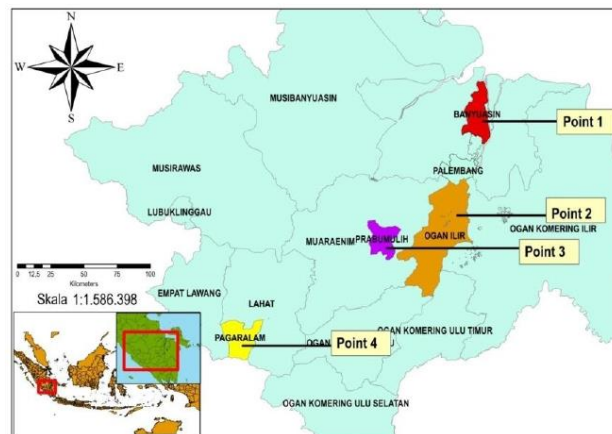 N
W
E
S
MUSIBANYUASIN
BANYUASIN
Point 1
MUSIRAWAS
PALEMBANG
LUBUKLINGGAU
Point 2
PRABUMULIH
OGAN ILIR
OGAN KOMERING ILIR
MUARAENIM
Point 3
0 12,5 25 50 75 100
Kilometers
Skala 1:1.586.398
EMPAT LAWANG
LAHAT
OGAN KOMERING ULU TIMUR
PAGARALAM
OGAN
U
Point 4
OGAN KOMERING ULU SELATAN